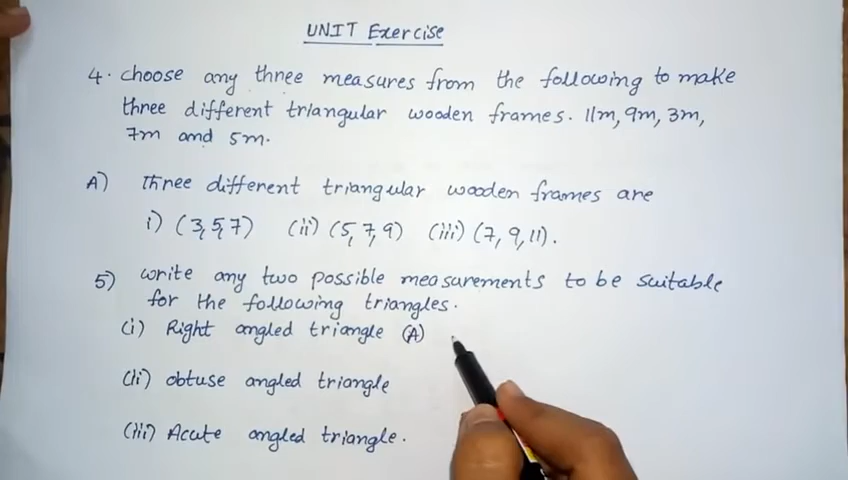 UNIT Exercise
4. choose any three measures from the following to make
three different triangular wooden frames. 11m, 9m, 3m,
7m and 5m.
A) three different triangular wooden frames are
i) (3,5,7) (ii) (5,7,9) (iii) (7,9,11).
5) write any two possible measurements to be suitable
for the following triangles.
(i) Right angled triangle (A)
(ii) obtuse angled triangle
(iii) Acute angled triangle.